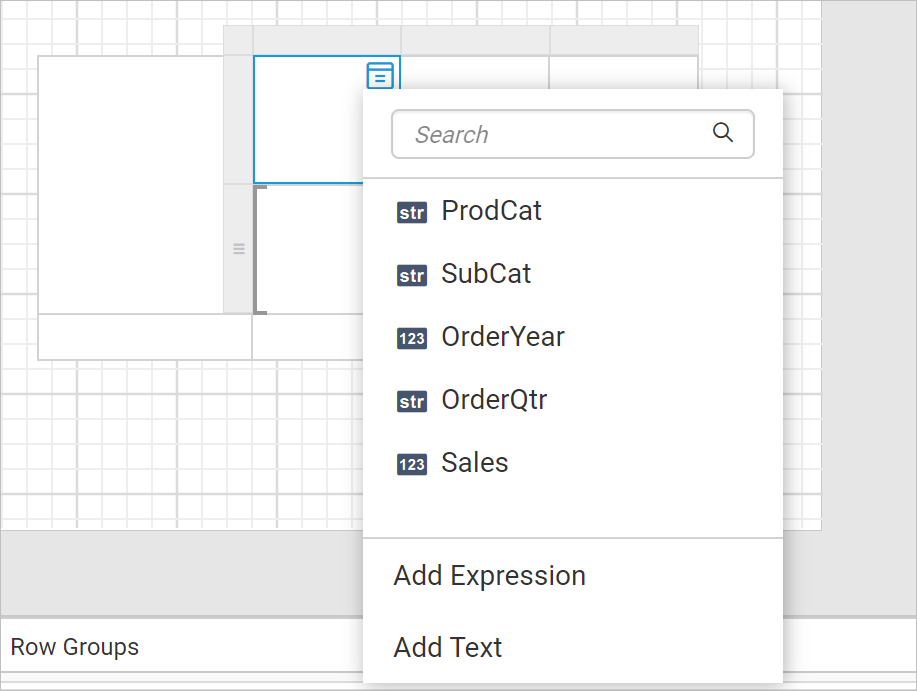 Search
str ProdCat
str SubCat
123 OrderYear
str OrderQtr
123 Sales
Add Expression
Row Groups
Add Text